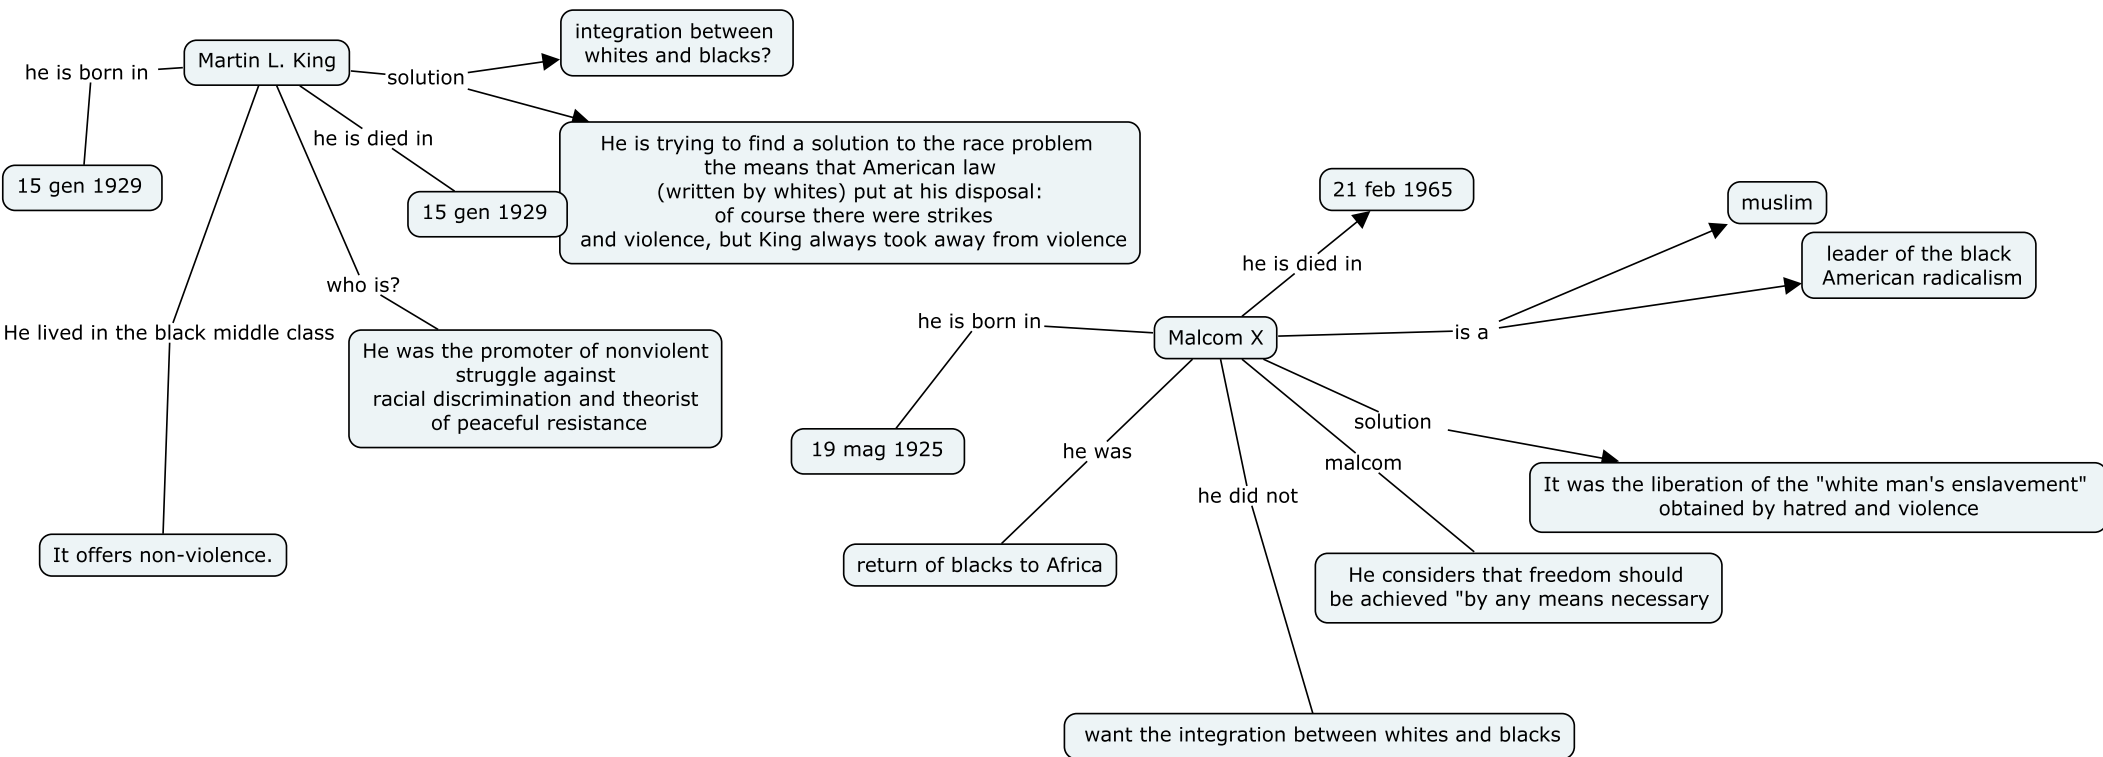 Martin L. King
he is born in
15 gen 1929
solution
integration between
whites and blacks?
He is trying to find a solution to the race problem
the means that American law
(written by whites) put at his disposal:
of course there were strikes
and violence, but King always took away from violence
he is died in
15 gen 1929
who is?
He was the promoter of nonviolent
struggle against
racial discrimination and theorist
of peaceful resistance
He lived in the black middle class
It offers non-violence.
Malcom X
he is died in
21 feb 1965
is a
muslim
leader of the black
American radicalism
he is born in
19 mag 1925
he was
return of blacks to Africa
he did not
want the integration between whites and blacks
malcom
He considers that freedom should
be achieved "by any means necessary
solution
It was the liberation of the "white man's enslavement"
obtained by hatred and violence